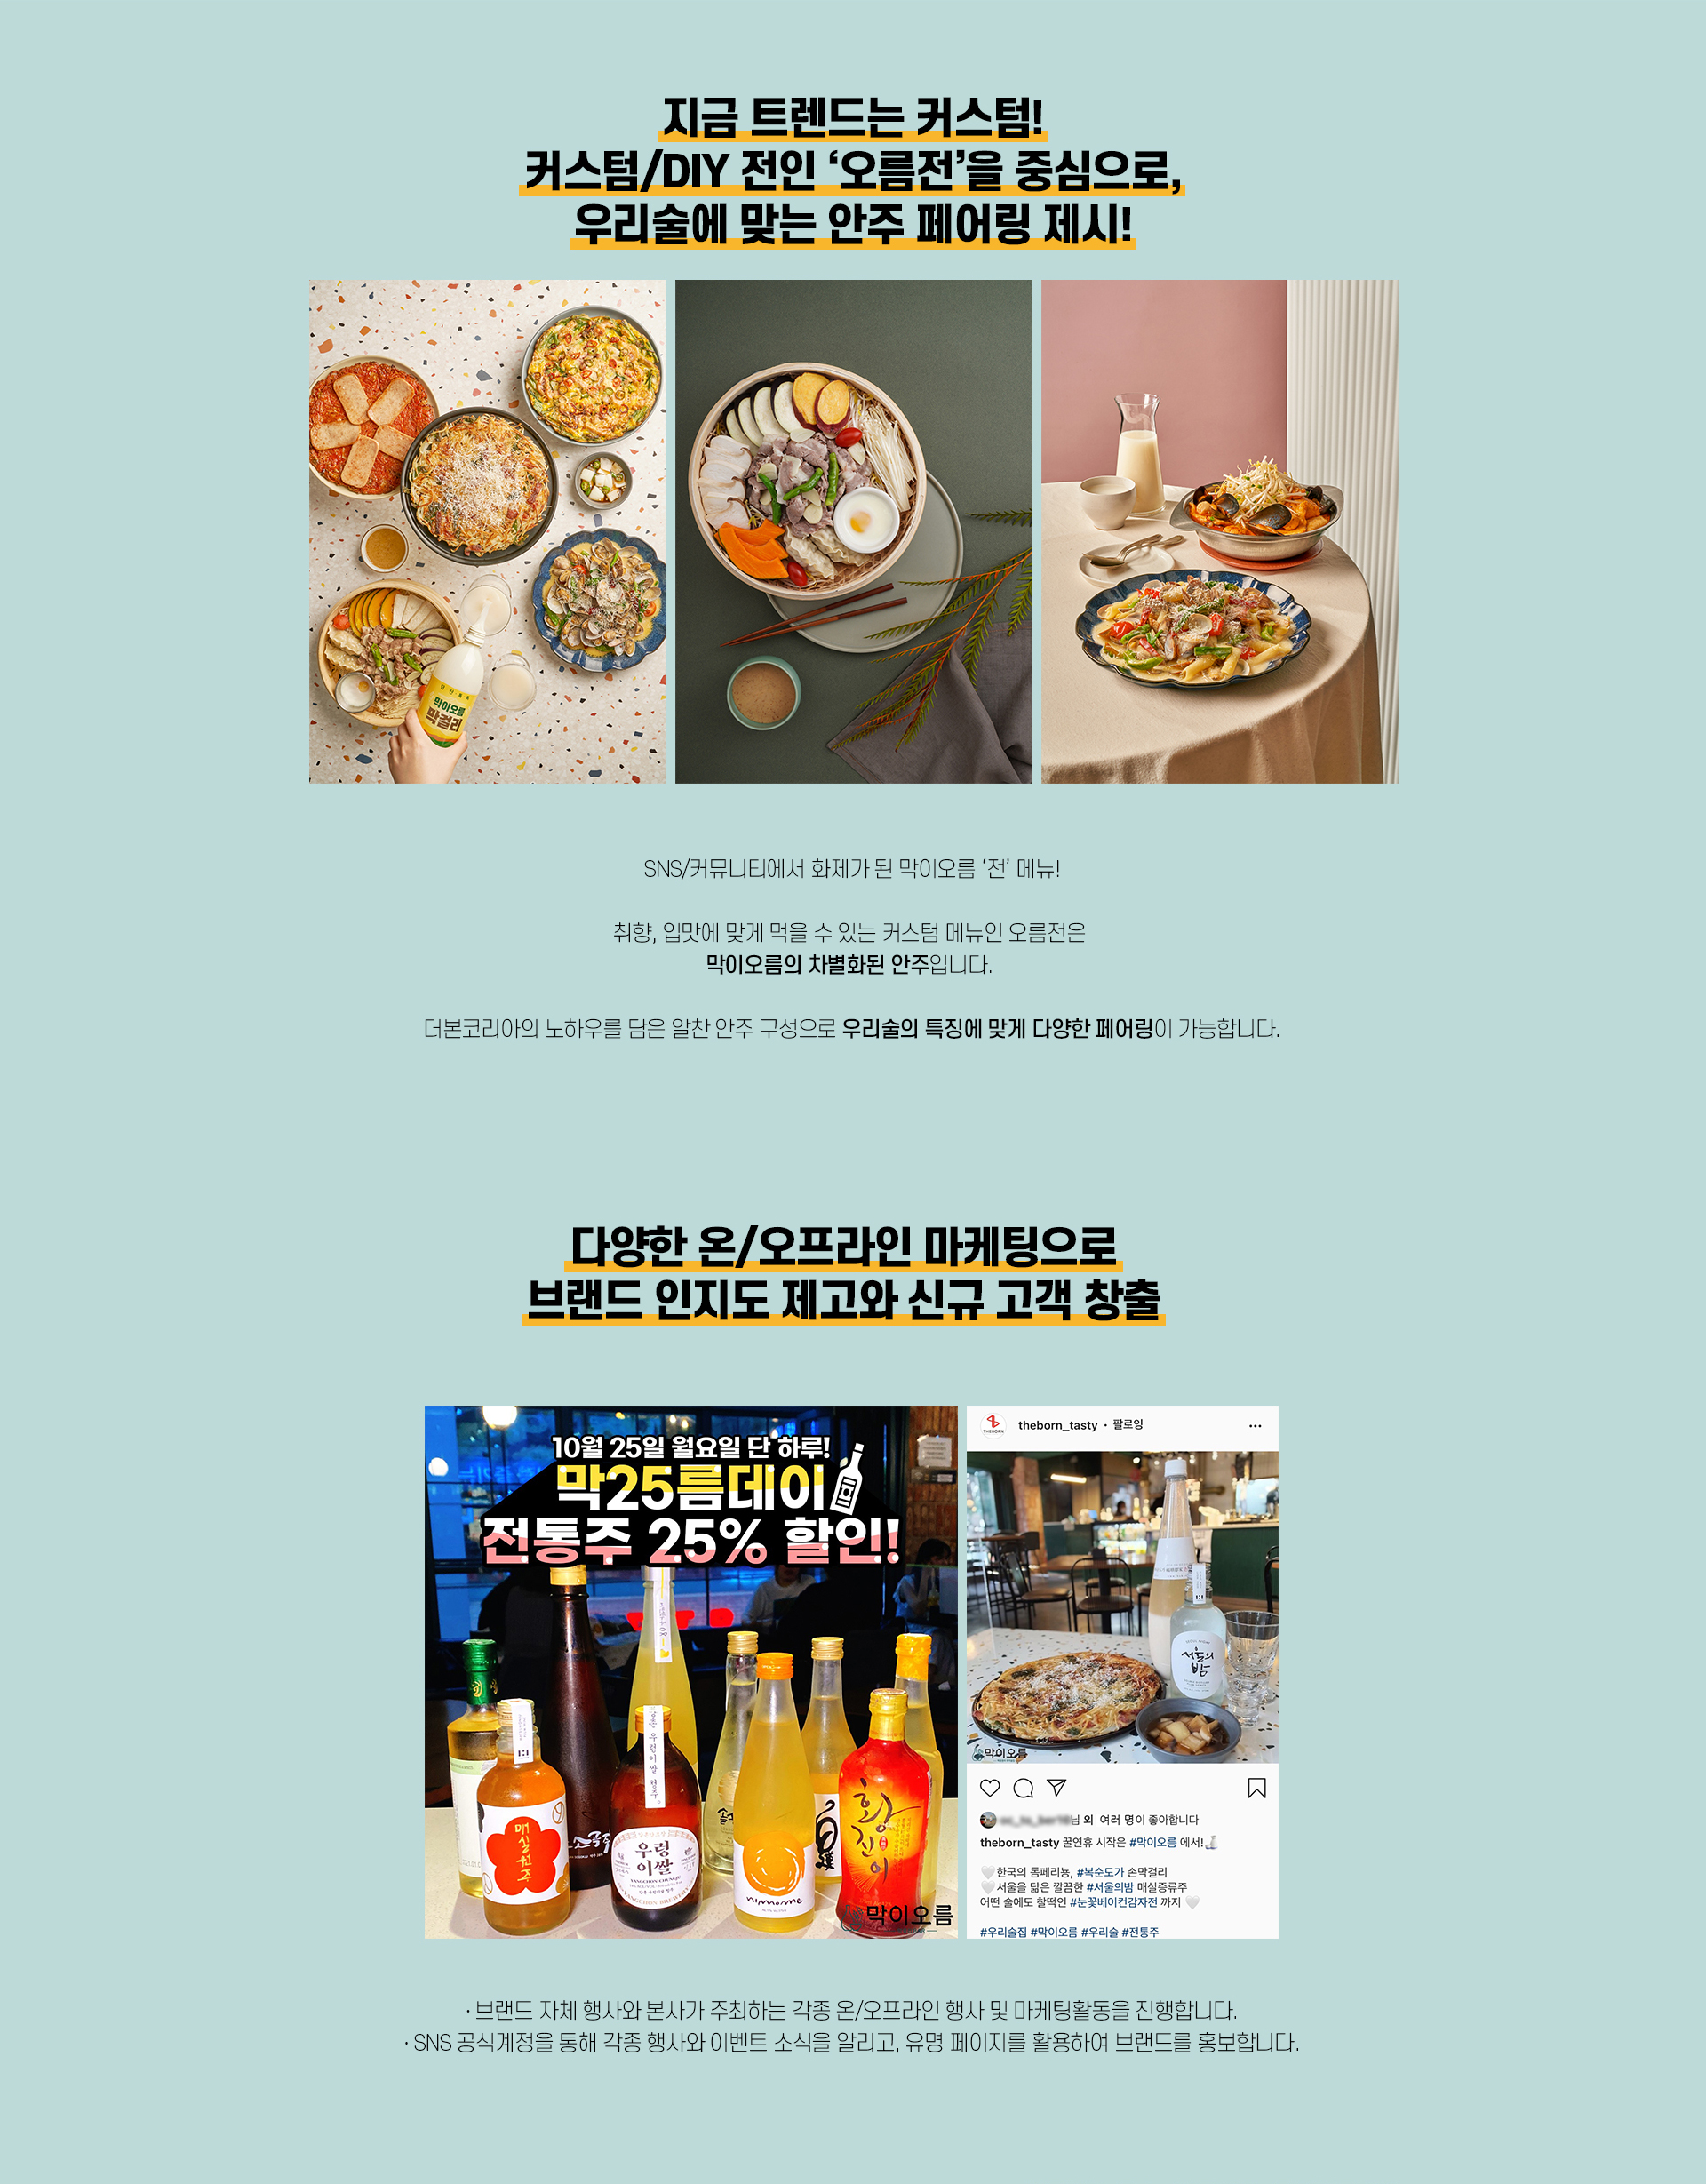 지금 트렌드는 커스텀!
커스텀/DIY 전인 ‘오름전’을 중심으로,
우리술에 맞는 안주 페어링 제시!
막이오름
막걸리
SNS/커뮤니티에서 화제가 된 막이오름 ‘전’ 메뉴!
취향, 입맛에 맞게 먹을 수 있는 커스텀 메뉴인 오름전은
막이오름의 차별화된 안주입니다.
더본코리아의 노하우를 담은 알찬 안주 구성으로 우리술의 특징에 맞게 다양한 페어링이 가능합니다.
다양한 온/오프라인 마케팅으로
브랜드 인지도 제고와 신규 고객 창출
10월 25일 월요일 단 하루!
막25름데이
전통주 25% 할인!
매실원주
소곡주
우렁
이쌀
YANGCHON CHUNGJU
nimome
황진이
막이오름
THEBORN
theborn_tasty · 팔로잉
서울의
밤
막이오름
님 외 여러 명이 좋아합니다
theborn_tasty 꿀연휴 시작은 #막이오름 에서!🍶
🤍한국의 돔페리뇽, #복순도가 손막걸리
🤍서울을 닮은 깔끔한 #서울의밤 매실증류주
어떤 술에도 찰떡인 #눈꽃베이컨감자전 까지 🤍
#우리술집 #막이오름 #우리술 #전통주
· 브랜드 자체 행사와 본사가 주최하는 각종 온/오프라인 행사 및 마케팅활동을 진행합니다.
· SNS 공식계정을 통해 각종 행사와 이벤트 소식을 알리고, 유명 페이지를 활용하여 브랜드를 홍보합니다.